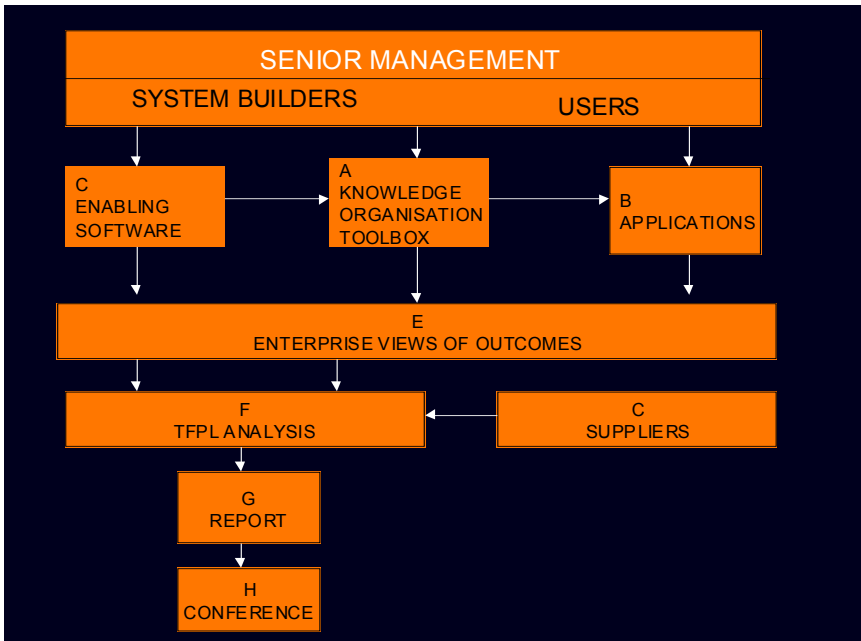 SENIOR MANAGEMENT
SYSTEM BUILDERS
USERS
C
ENABLING
SOFTWARE
A
KNOWLEDGE
ORGANISATION
TOOLBOX
B
APPLICATIONS
E
ENTERPRISE VIEWS OF OUTCOMES
F
TFPL ANALYSIS
C
SUPPLIERS
G
REPORT
H
CONFERENCE